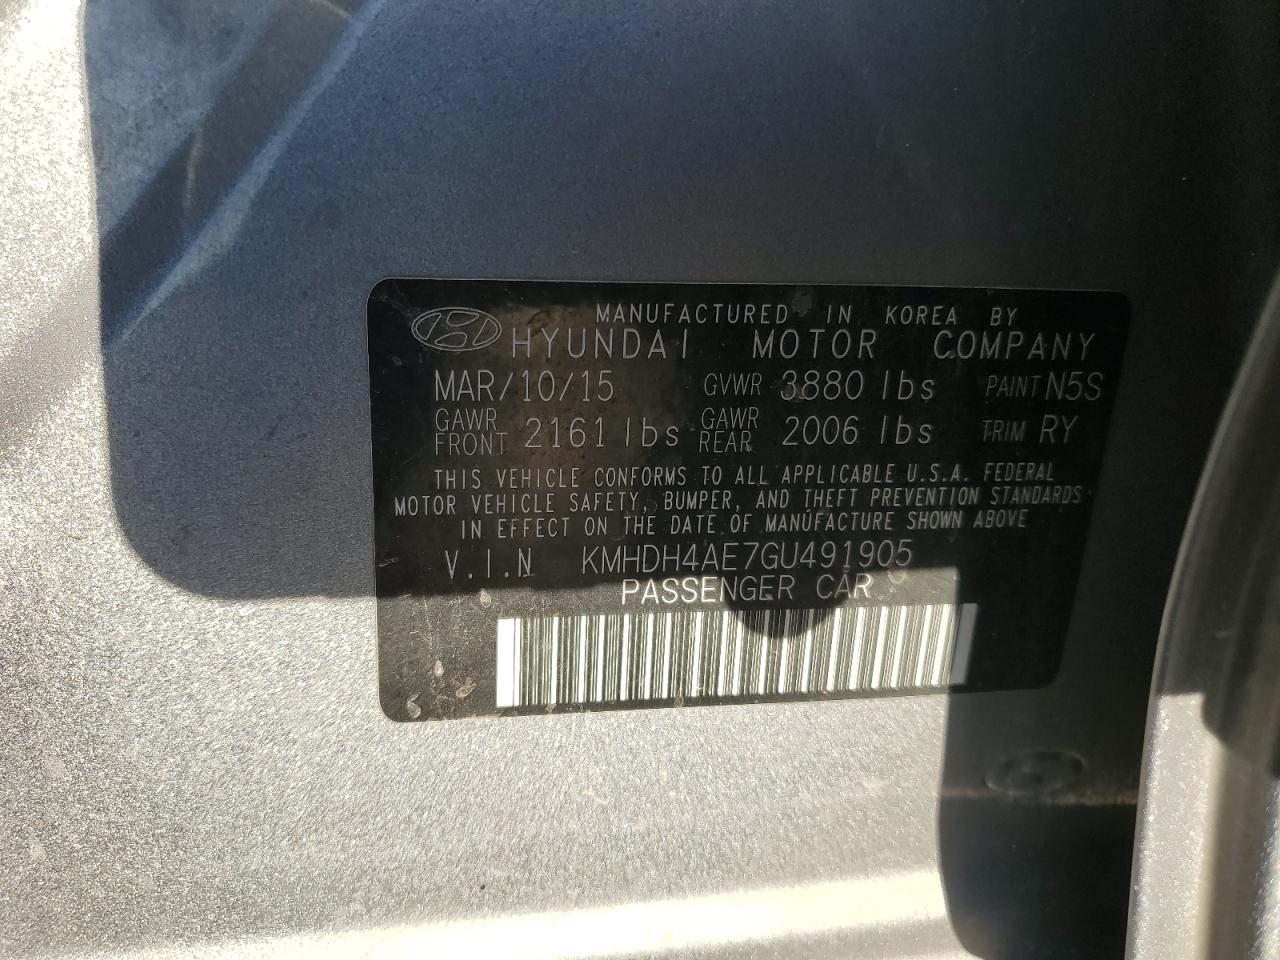 MANUFACTURED IN KOREA BY
HYUNDAI MOTOR COMPANY
MAR/10/15 GVWR 3880 lbs PAINT N5S
GAWR FRONT 2161 lbs GAWR REAR 2006 lbs TRIM RY
THIS VEHICLE CONFORMS TO ALL APPLICABLE U.S.A. FEDERAL
MOTOR VEHICLE SAFETY, BUMPER, AND THEFT PREVENTION STANDARDS
IN EFFECT ON THE DATE OF MANUFACTURE SHOWN ABOVE
V.I.N KMHDH4AE7GU491905
PASSENGER CAR